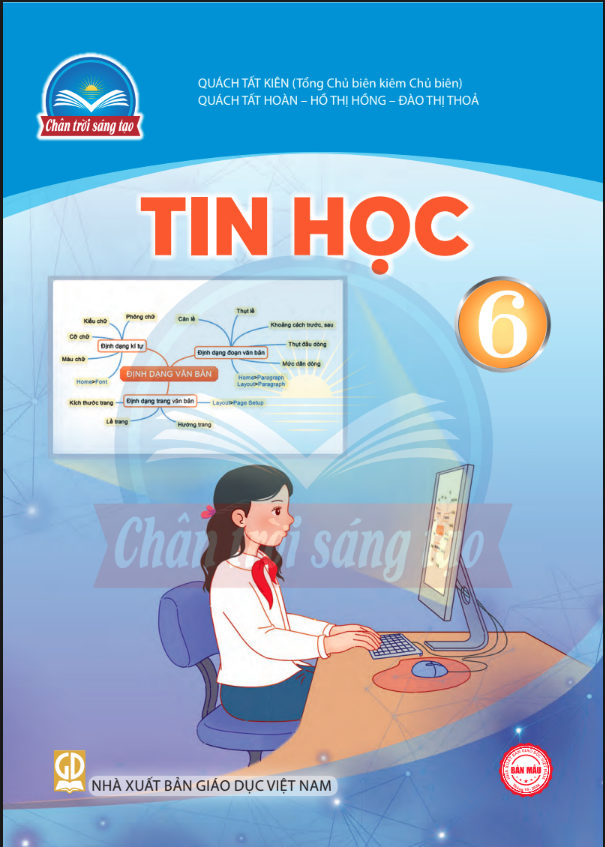 QUÁCH TẤT KIÊN (Tổng Chủ biên kiêm Chủ biên)
QUÁCH TẤT HOÀN – HỒ THỊ HỒNG – ĐÀO THỊ THOẢ
Chân trời sáng tạo
TIN HỌC
6
Kiểu chữ
Phông chữ
Cỡ chữ
Màu chữ
Định dạng kí tự
Home>Font
Căn lề
Thụt lề
Khoảng cách trước, sau
Thụt đầu dòng
Mức dãn dòng
Định dạng đoạn văn bản
Home>Paragraph
Layout>Paragraph
ĐỊNH DẠNG VĂN BẢN
Kích thước trang
Định dạng trang văn bản
Layout>Page Setup
Lề trang
Hướng trang
Chân trời sáng tạo
GD
NHÀ XUẤT BẢN GIÁO DỤC VIỆT NAM
BẢN MẪU